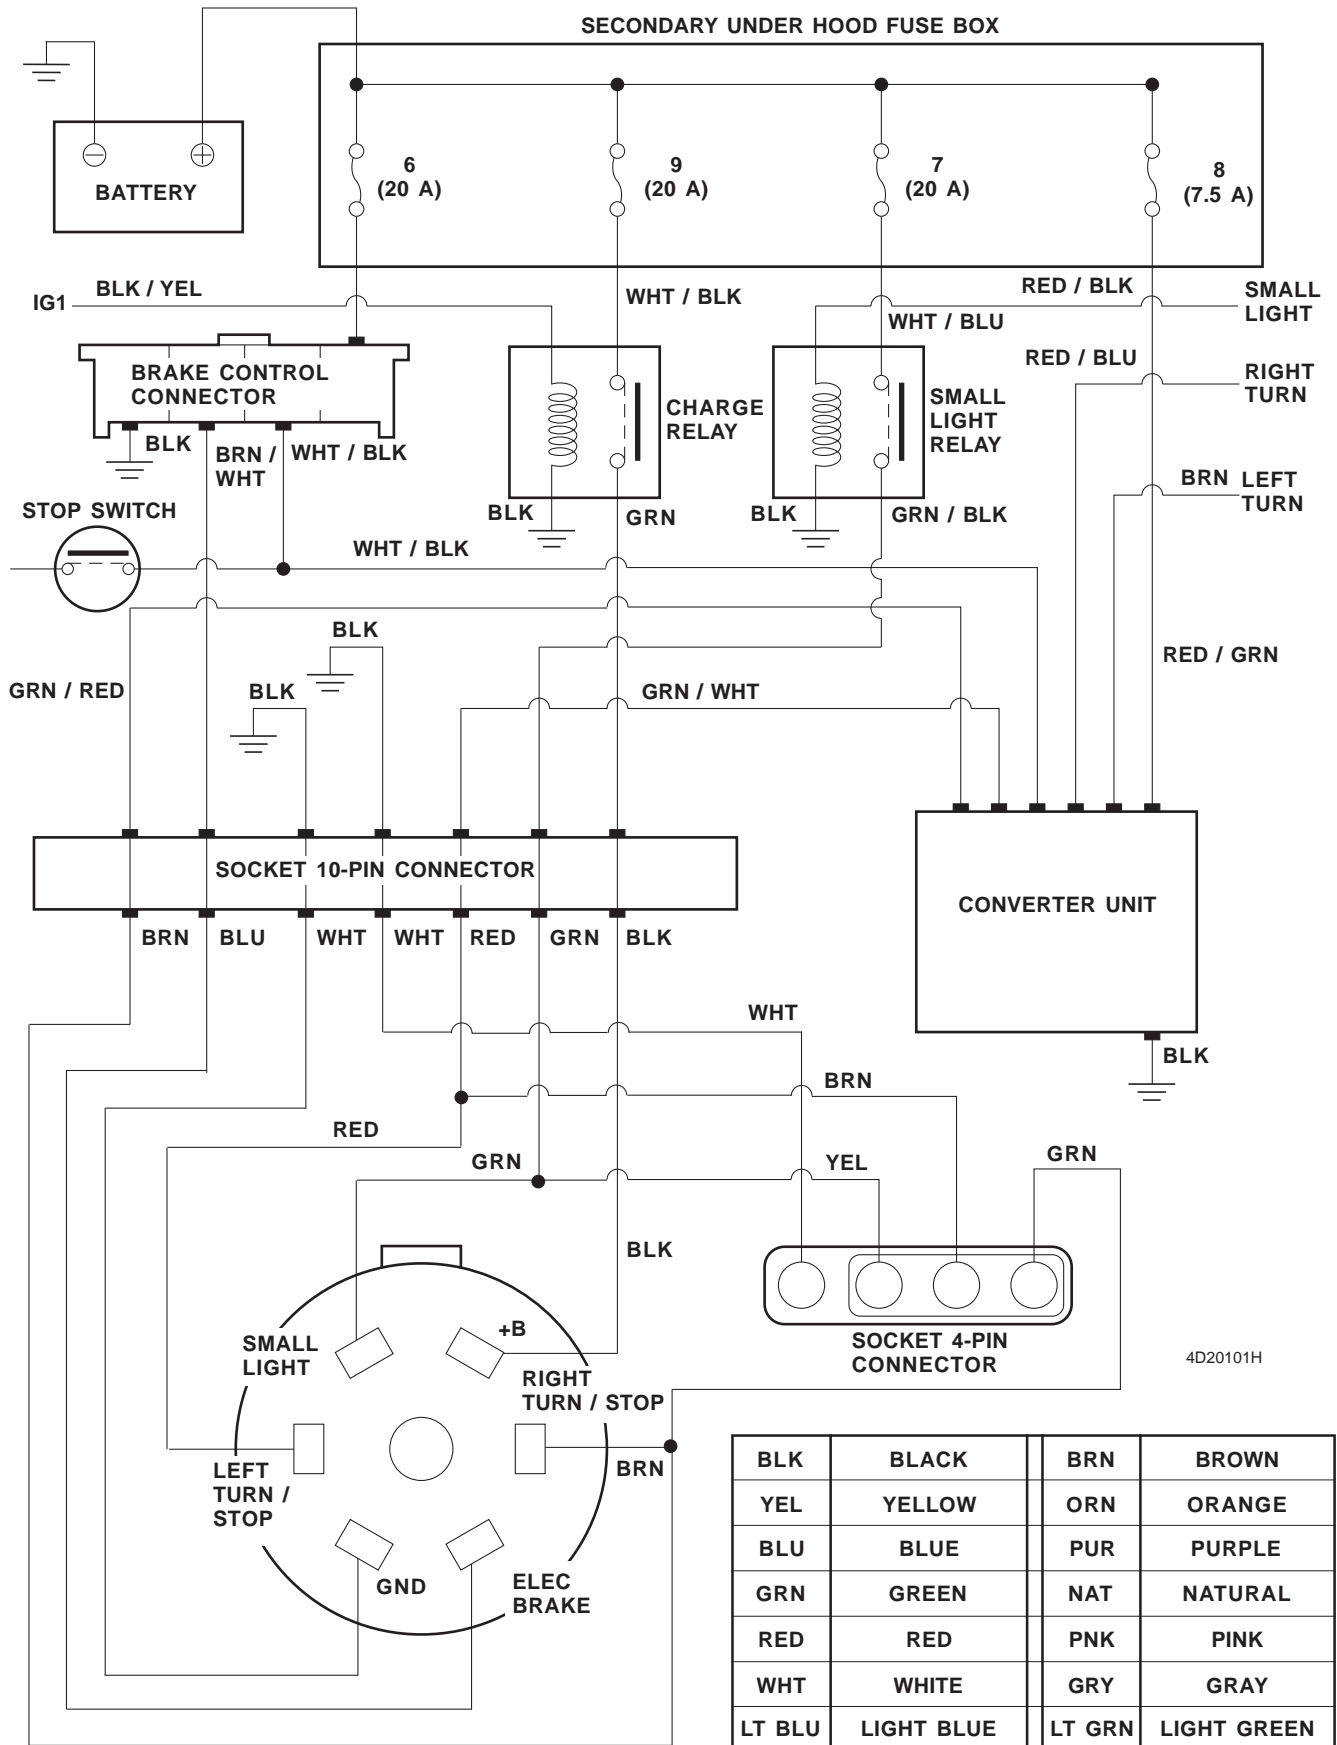 SECONDARY UNDER HOOD FUSE BOX
6
(20 A)
9
(20 A)
7
(20 A)
8
(7.5 A)
BATTERY
IG1
BLK / YEL
WHT / BLK
RED / BLK
SMALL
LIGHT
WHT / BLU
RED / BLU
RIGHT
TURN
BRAKE CONTROL
CONNECTOR
CHARGE
RELAY
SMALL
LIGHT
RELAY
BLK
BRN /
WHT
WHT / BLK
BRN
LEFT
TURN
STOP SWITCH
BLK
GRN
BLK
GRN / BLK
WHT / BLK
BLK
RED / GRN
GRN / RED
BLK
GRN / WHT
SOCKET 10-PIN CONNECTOR
CONVERTER UNIT
BRN
BLU
WHT
WHT
RED
GRN
BLK
WHT
BLK
BRN
RED
GRN
YEL
GRN
BLK
SMALL
LIGHT
+B
SOCKET 4-PIN
CONNECTOR
4D20101H
RIGHT
TURN / STOP
LEFT
TURN /
STOP
BRN
GND
ELEC
BRAKE
BLK BLACK BRN BROWN
YEL YELLOW ORN ORANGE
BLU BLUE PUR PURPLE
GRN GREEN NAT NATURAL
RED RED PNK PINK
WHT WHITE GRY GRAY
LT BLU LIGHT BLUE LT GRN LIGHT GREEN